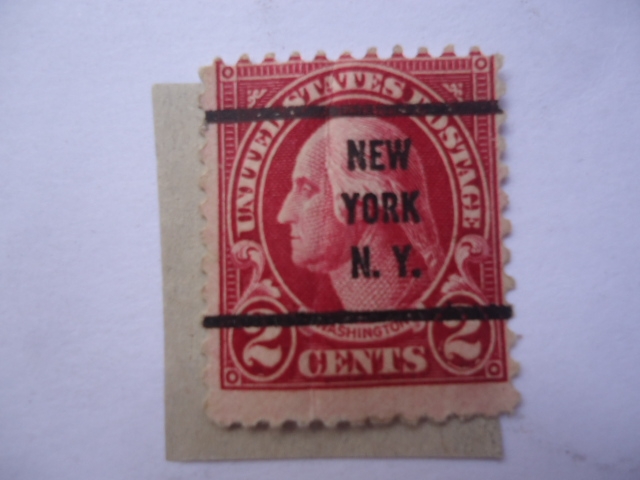 UNITED STATES POSTAGE
NEW
YORK
N. Y.
WASHINGTON
2 CENTS 2